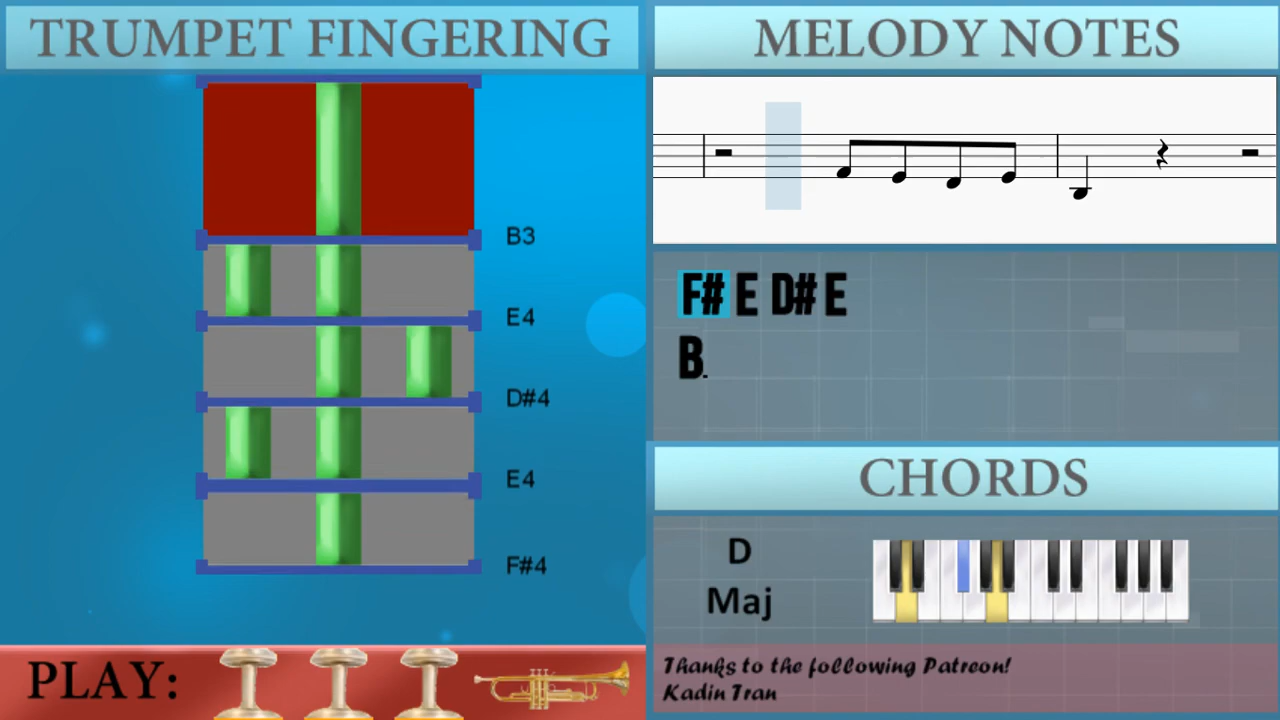 TRUMPET FINGERING
B3
E4
D#4
E4
F#4
PLAY:
MELODY NOTES
F# E D# E
B.
CHORDS
D
Maj
Thanks to the following Patreon!
Kadin Tran